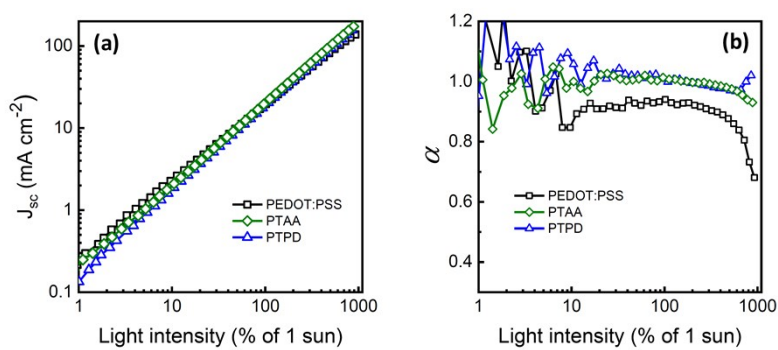 (a)
J_sc (mA cm^-2)
100
10
1
0.1
PEDOT:PSS
PTAA
PTPD
1
10
100
1000
Light intensity (% of 1 sun)
(b)
α
1.2
1.0
0.8
0.6
0.4
PEDOT:PSS
PTAA
PTPD
1
10
100
1000
Light intensity (% of 1 sun)